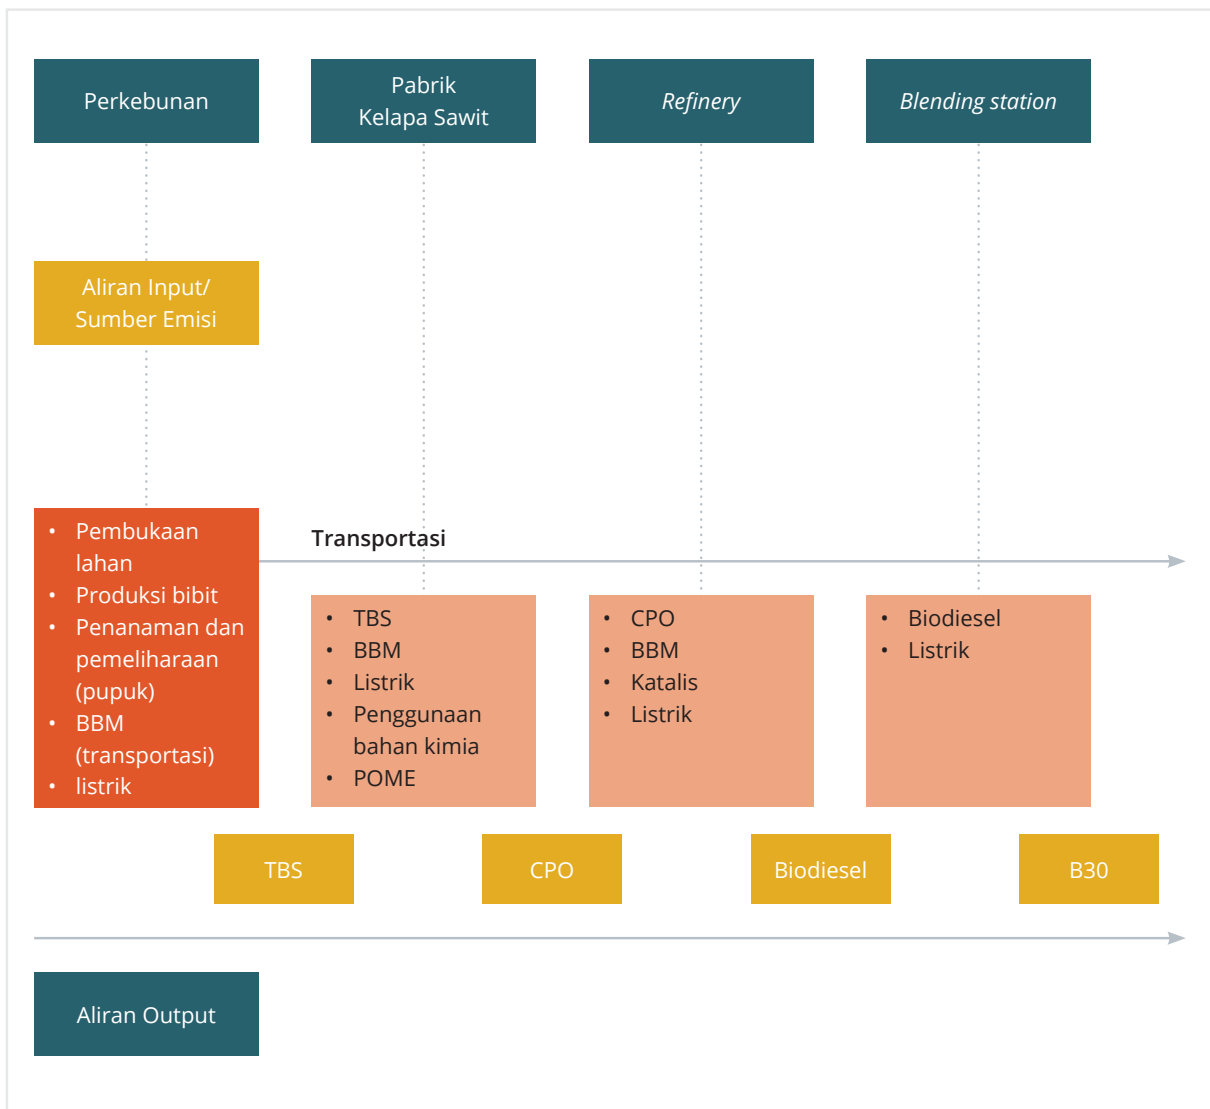 Perkebunan
Pabrik
Kelapa Sawit
Refinery
Blending station
Aliran Input/
Sumber Emisi
• Pembukaan
lahan
• Produksi bibit
• Penanaman dan
pemeliharaan
(pupuk)
• BBM
(transportasi)
• listrik
Transportasi
• TBS
• BBM
• Listrik
• Penggunaan
bahan kimia
• POME
• CPO
• BBM
• Katalis
• Listrik
• Biodiesel
• Listrik
TBS
CPO
Biodiesel
B30
Aliran Output